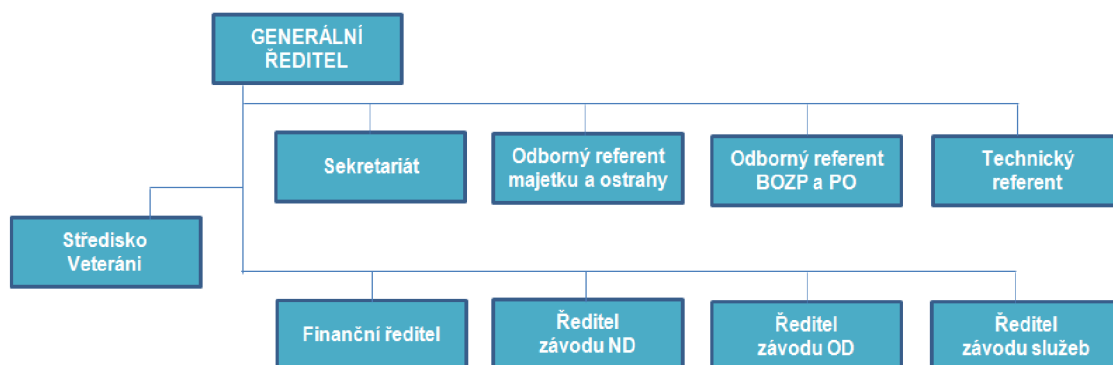 GENERÁLNÍ
ŘEDITEL
Sekretariát
Odborný referent
majetku a ostrahy
Odborný referent
BOZP a PO
Technický
referent
Středisko
Veteráni
Finanční ředitel
Ředitel
závodu ND
Ředitel
závodu OD
Ředitel
závodu služeb